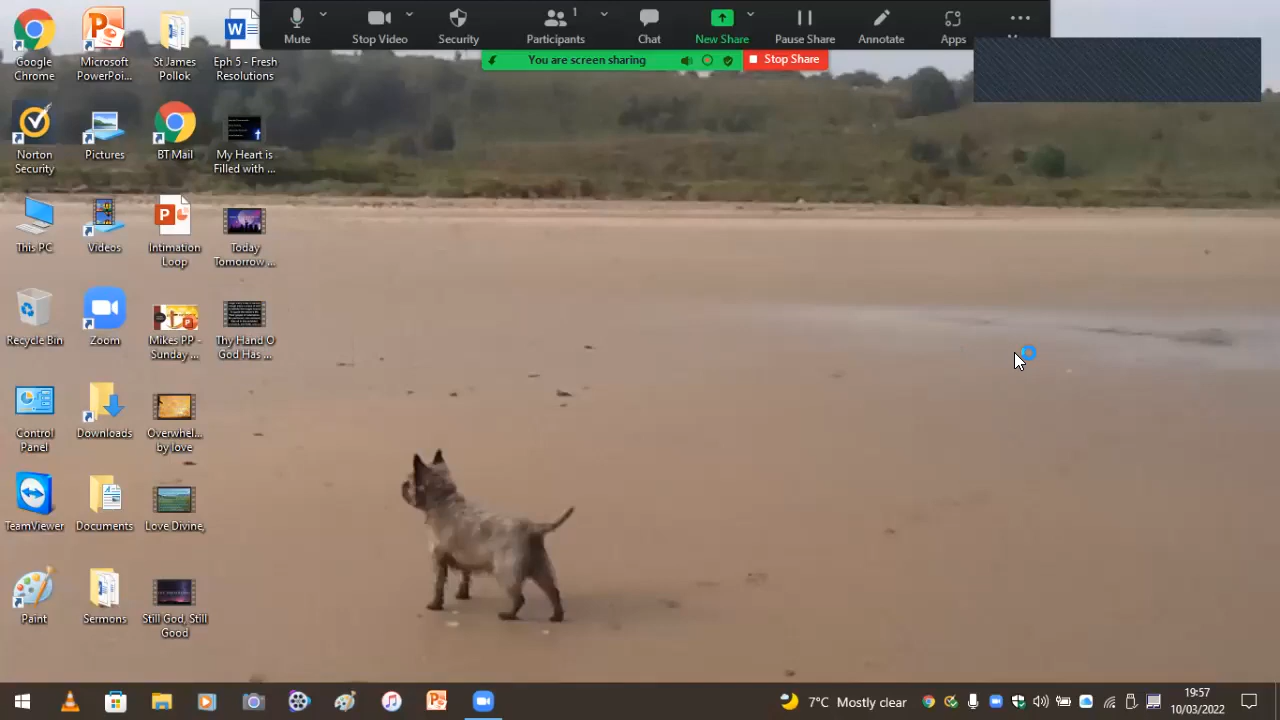 Mute
Stop Video
Security
Participants
1
Chat
New Share
Pause Share
Annotate
Apps
You are screen sharing
Stop Share
Google Chrome
Microsoft PowerPoi...
St James Pollok
Eph 5 - Fresh Resolutions
Norton Security
Pictures
BT Mail
My Heart is Filled with ...
This PC
Videos
Intimation Loop
Today Tomorrow ...
Recycle Bin
Zoom
Mikes PP - Sunday ...
Thy Hand O God Has ...
Control Panel
Downloads
Overwhel... by love
TeamViewer
Documents
Love Divine,
Paint
Sermons
Still God, Still Good
7°C Mostly clear
19:57
10/03/2022